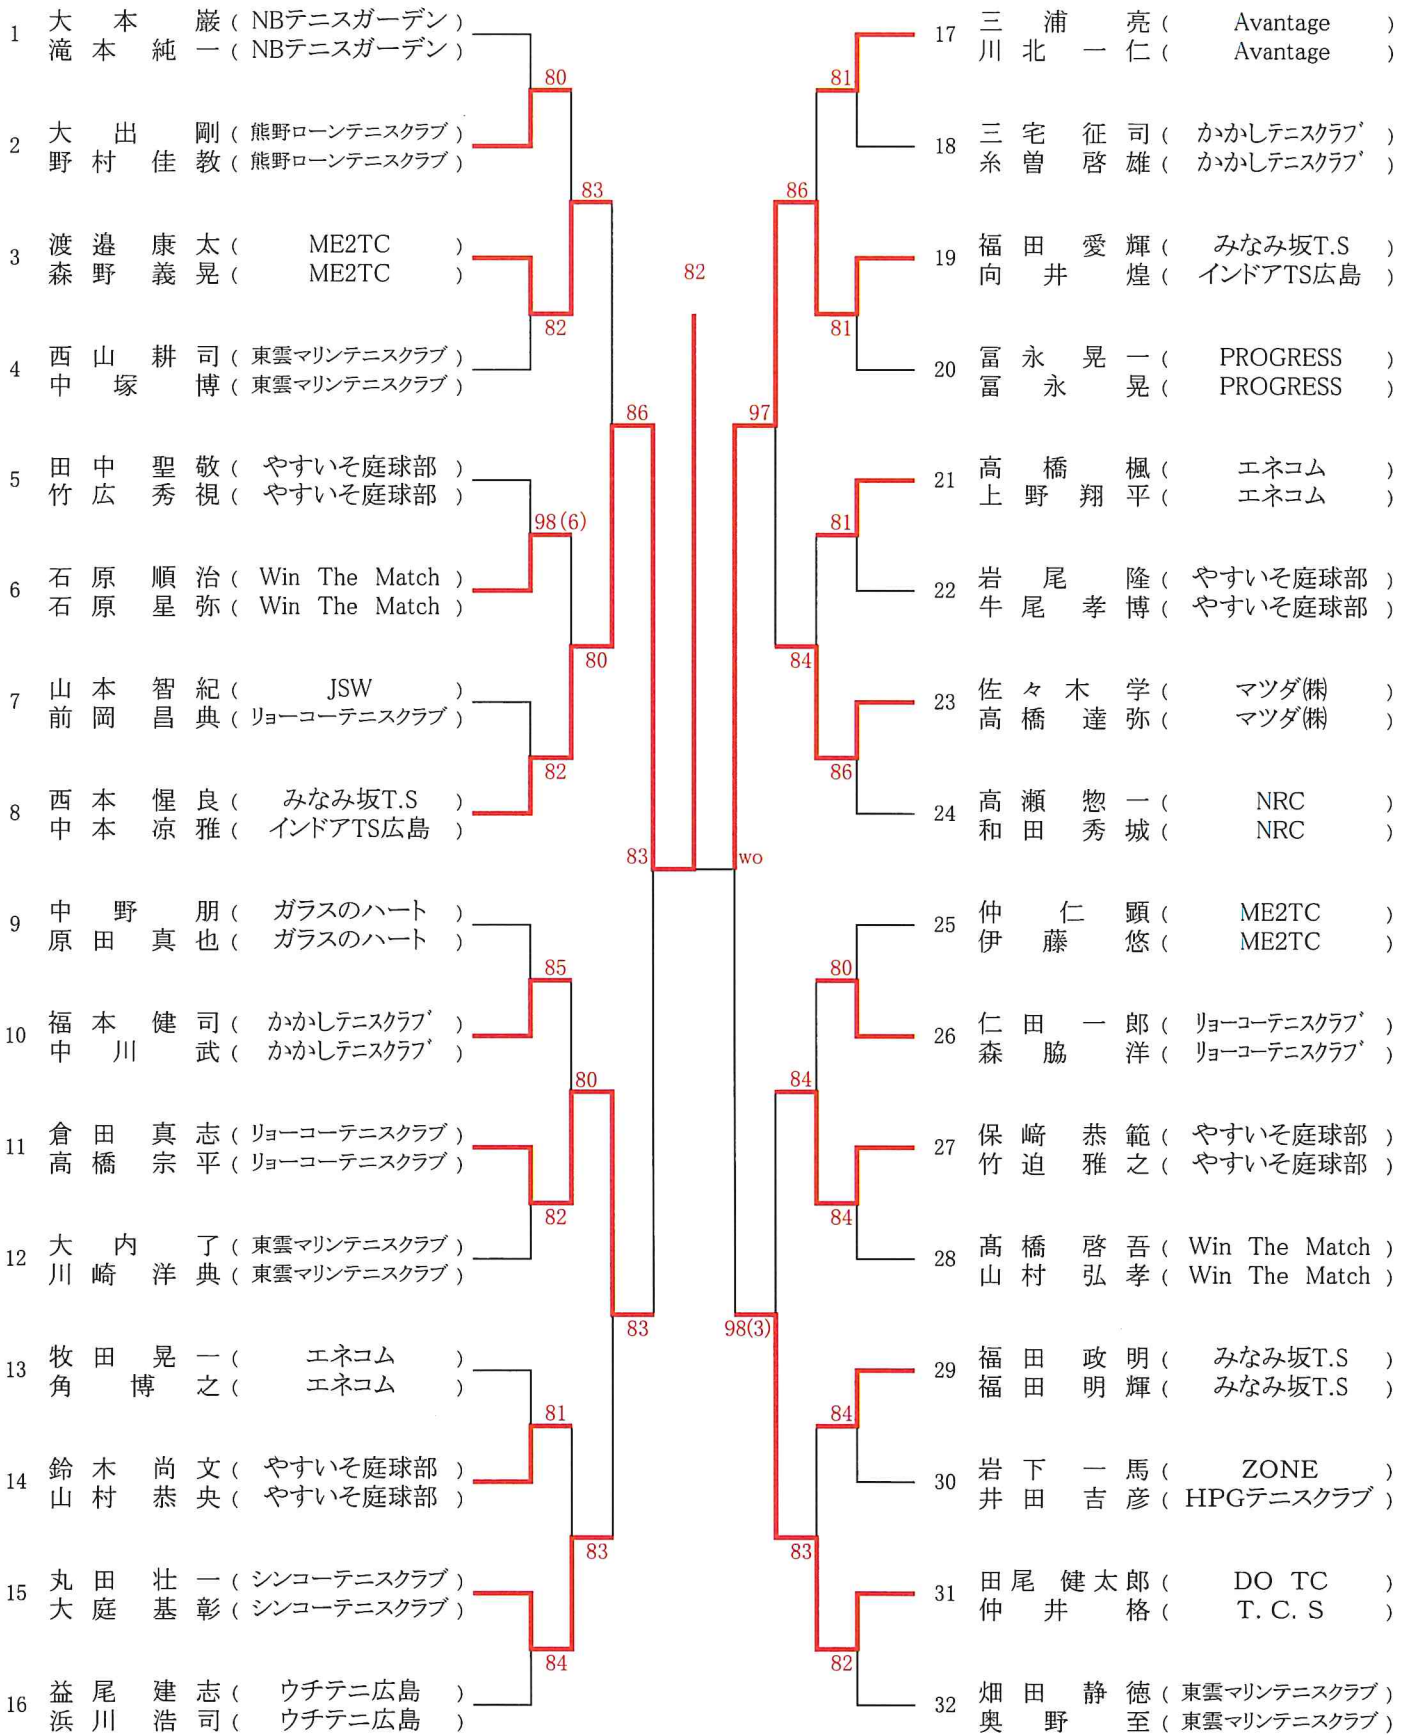 1 大本巌 ( NBテニスガーデン )
滝本純一 ( NBテニスガーデン )
80
2 大出剛 ( 熊野ローンテニスクラブ )
野村佳教 ( 熊野ローンテニスクラブ )
83
3 渡邉康太 ( ME2TC )
森野義晃 ( ME2TC )
82
4 西山耕司 ( 東雲マリンテニスクラブ )
中塚博 ( 東雲マリンテニスクラブ )
86
5 田中聖敬 ( やすいそ庭球部 )
竹広秀視 ( やすいそ庭球部 )
98(6)
6 石原順治 ( Win The Match )
石原星弥 ( Win The Match )
80
7 山本智紀 ( JSW )
前岡昌典 ( リョーコーテニスクラブ )
82
8 西本惺良 ( みなみ坂T.S )
中本凉雅 ( インドアTS広島 )
83
9 中野朋 ( ガラスのハート )
原田真也 ( ガラスのハート )
85
10 福本健司 ( かかしテニスクラブ )
中川武 ( かかしテニスクラブ )
80
11 倉田真志 ( リョーコーテニスクラブ )
高橋宗平 ( リョーコーテニスクラブ )
82
12 大内了 ( 東雲マリンテニスクラブ )
川崎洋典 ( 東雲マリンテニスクラブ )
83
13 牧田晃一 ( エネコム )
角博之 ( エネコム )
81
14 鈴木尚文 ( やすいそ庭球部 )
山村恭央 ( やすいそ庭球部 )
83
15 丸田壮一 ( シンコーテニスクラブ )
大庭基彰 ( シンコーテニスクラブ )
84
16 益尾建志 ( ウチテニ広島 )
浜川浩司 ( ウチテニ広島 )
82
17 三浦亮 ( Avantage )
川北一仁 ( Avantage )
81
18 三宅征司 ( かかしテニスクラブ )
糸曽啓雄 ( かかしテニスクラブ )
86
19 福田愛輝 ( みなみ坂T.S )
向井煌 ( インドアTS広島 )
81
20 冨永晃一 ( PROGRESS )
冨永晃 ( PROGRESS )
97
21 高橋楓 ( エネコム )
上野翔平 ( エネコム )
81
22 岩尾隆 ( やすいそ庭球部 )
牛尾孝博 ( やすいそ庭球部 )
84
23 佐々木学 ( マツダ㈱ )
高橋達弥 ( マツダ㈱ )
86
24 高瀬惣一 ( NRC )
和田秀城 ( NRC )
wo
25 仲仁顕 ( ME2TC )
伊藤悠 ( ME2TC )
80
26 仁田一郎 ( リョーコーテニスクラブ )
森脇洋 ( リョーコーテニスクラブ )
84
27 保﨑恭範 ( やすいそ庭球部 )
竹迫雅之 ( やすいそ庭球部 )
84
28 髙橋啓吾 ( Win The Match )
山村弘孝 ( Win The Match )
98(3)
29 福田政明 ( みなみ坂T.S )
福田明輝 ( みなみ坂T.S )
84
30 岩下一馬 ( ZONE )
井田吉彦 ( HPGテニスクラブ )
83
31 田尾健太郎 ( DO TC )
仲井格 ( T. C. S )
82
32 畑田静徳 ( 東雲マリンテニスクラブ )
奥野至 ( 東雲マリンテニスクラブ )